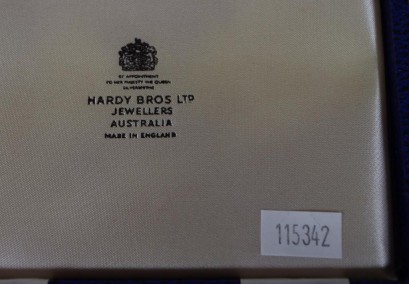 BY APPOINTMENT
TO HER MAJESTY THE QUEEN
SILVERSMITHS
HARDY BROS LTD
JEWELLERS
AUSTRALIA
MADE IN ENGLAND
115342